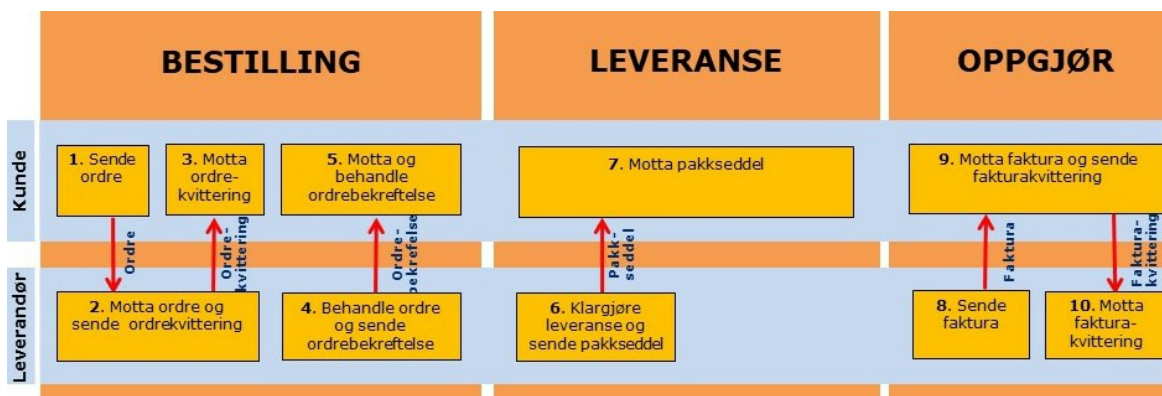 BESTILLING
LEVERANSE
OPPGJØR
Kunde
1. Sende
ordre
3. Motta
ordre-
kvittering
5. Motta og
behandle
ordrebekreftelse
7. Motta pakkseddel
9. Motta faktura og sende
fakturakvittering
Ordre
Ordre-
kvittering
Ordre-
bekrefelse
Pakk-
seddel
Faktura
Faktura-
kvittering
Leverandør
2. Motta ordre og
sende ordrekvittering
4. Behandle ordre
og sende
ordrebekreftelse
6. Klargjøre
leveranse og
sende pakkseddel
8. Sende
faktura
10. Motta
faktura-
kvittering